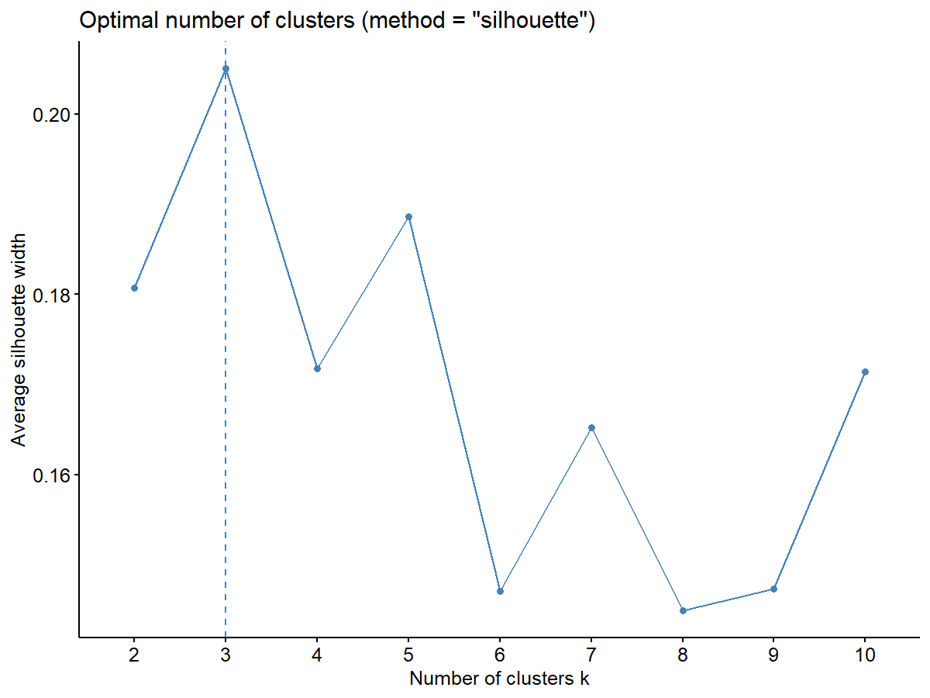 Optimal number of clusters (method = "silhouette")
Average silhouette width
0.20
0.18
0.16
2 3 4 5 6 7 8 9 10
Number of clusters k